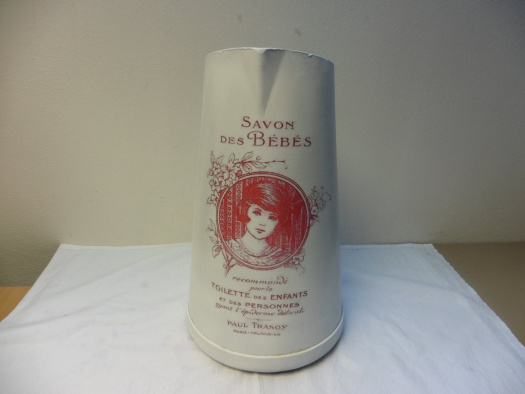 SAVON
DES BÉBÉS
recommandé
pour la
TOILETTE DES ENFANTS
ET DES PERSONNES
ayant l'épiderme délicat
PAUL TRANOY